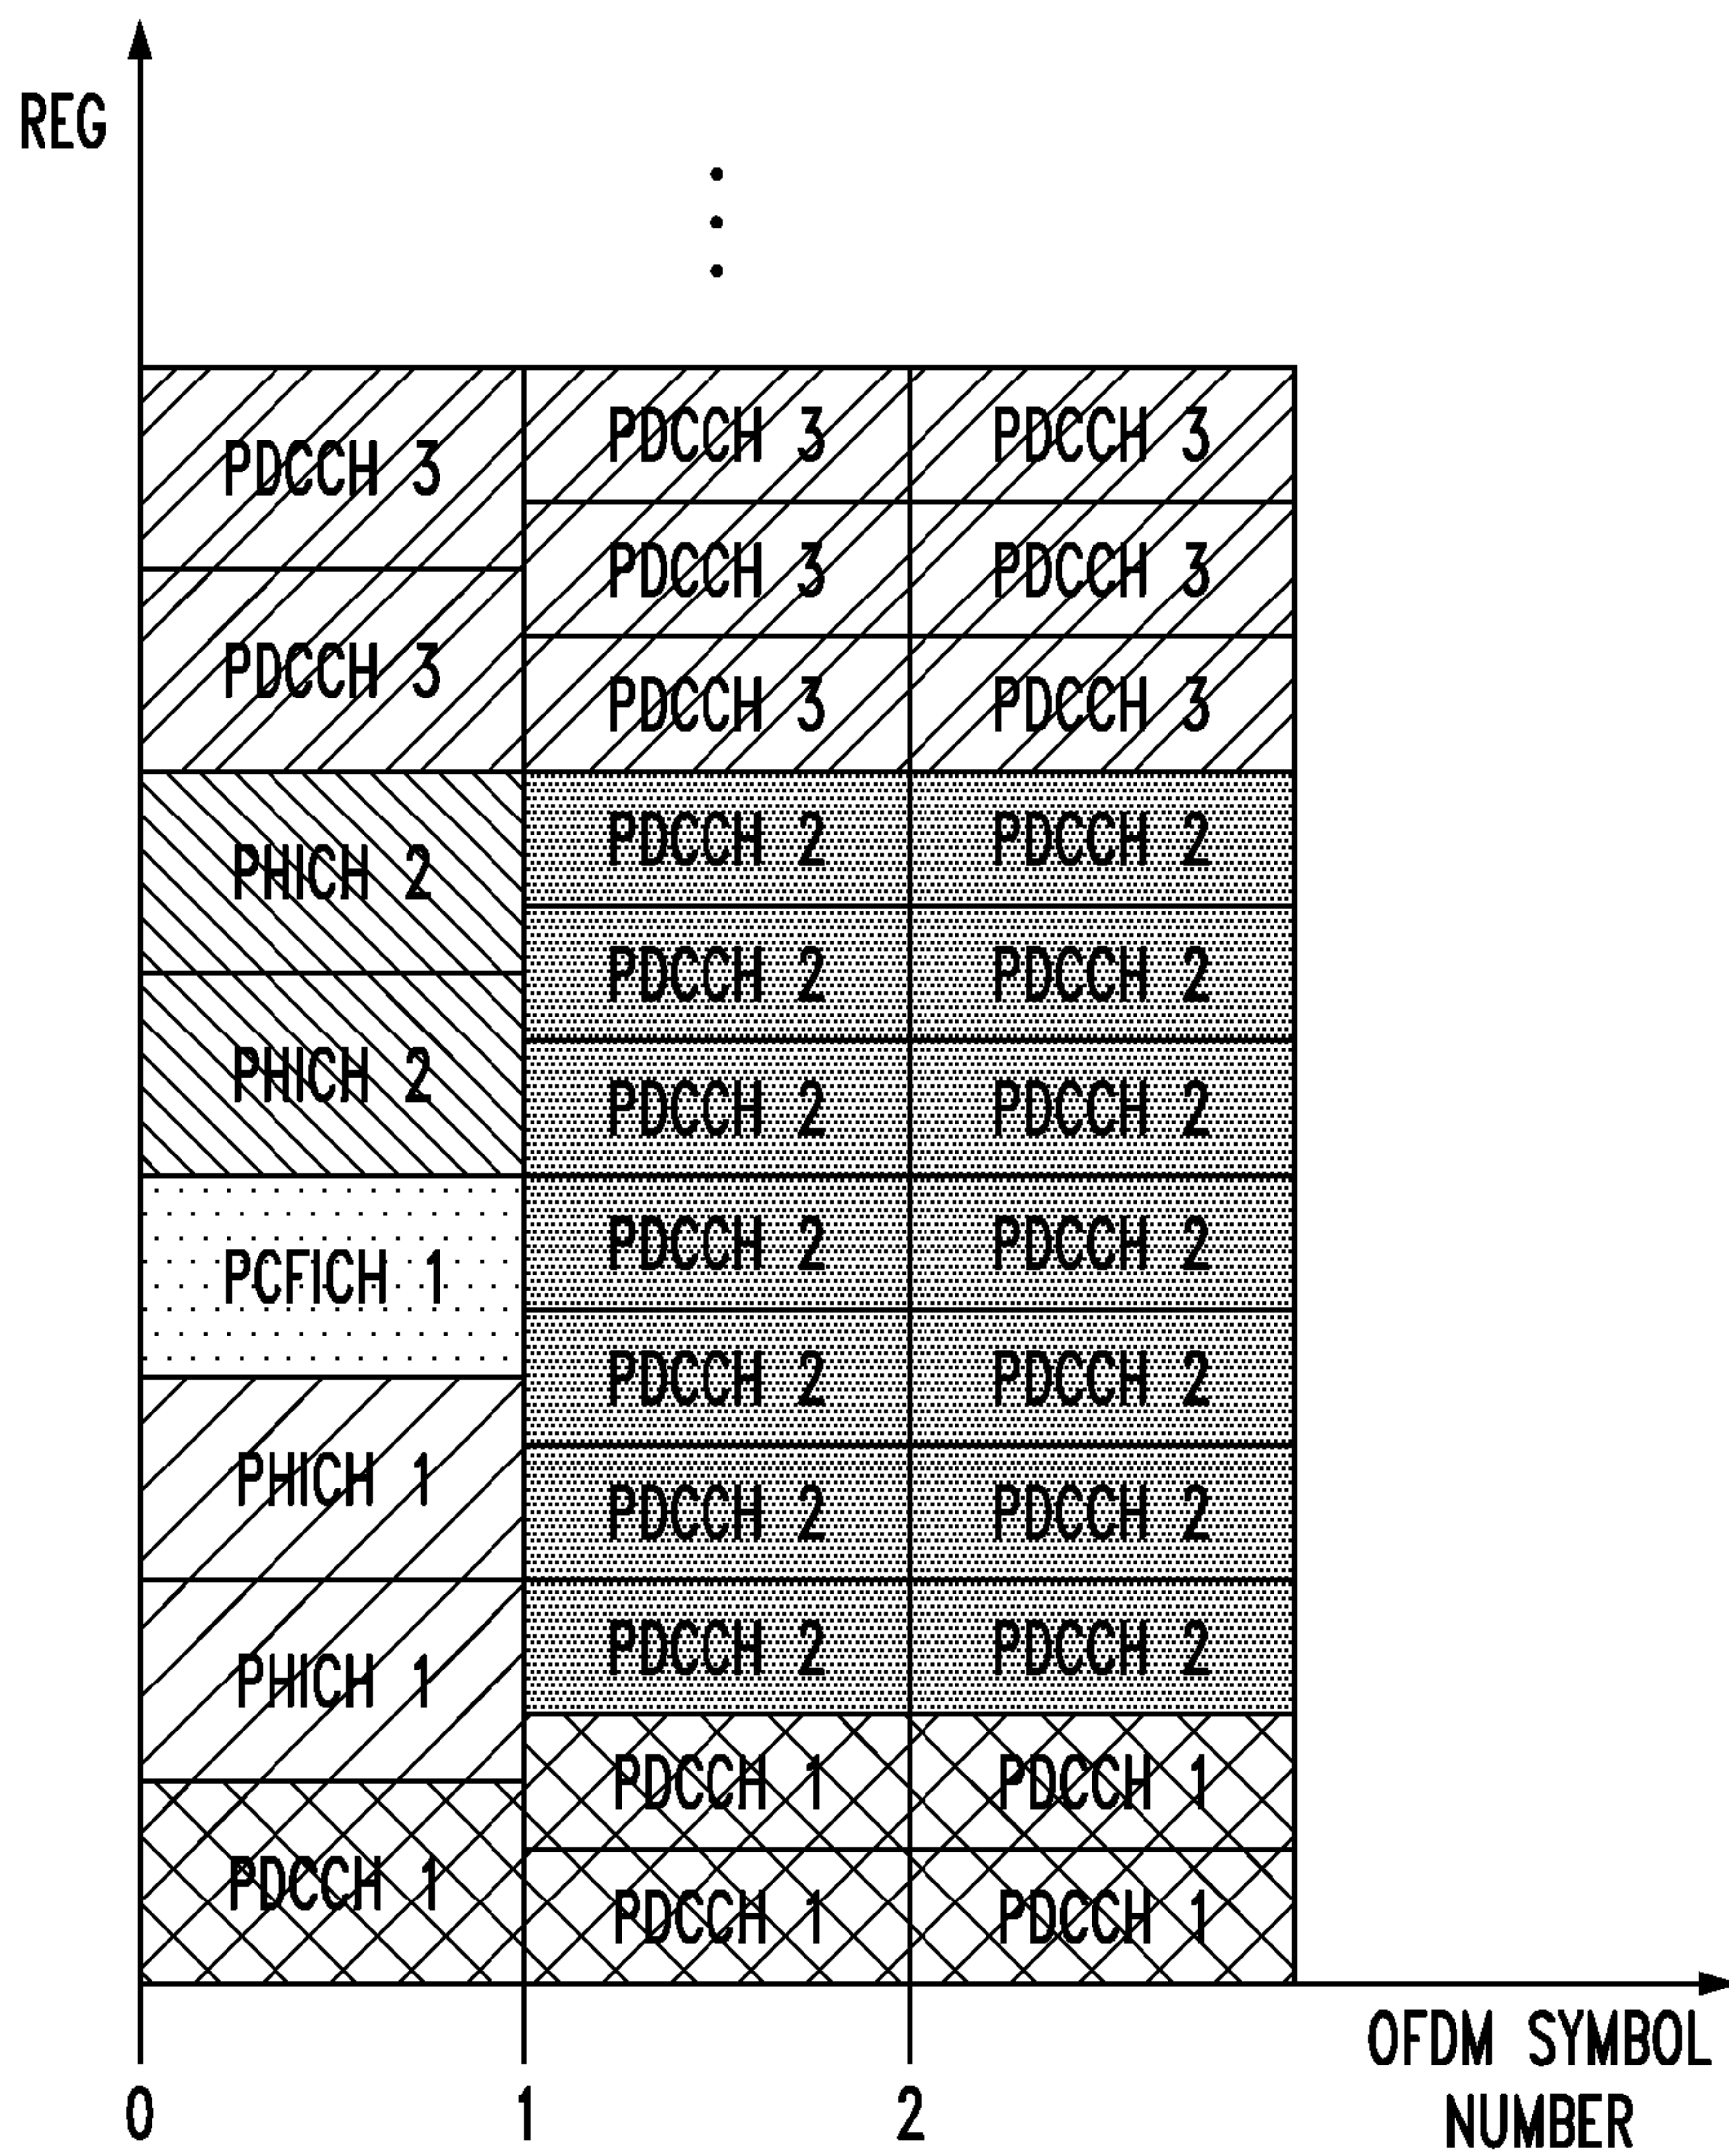 REG
PDCCH 3 PDCCH 3 PDCCH 3
PDCCH 3 PDCCH 3
PDCCH 3 PDCCH 3 PDCCH 3
PHICH 2 PDCCH 2 PDCCH 2
PDCCH 2 PDCCH 2
PHICH 2 PDCCH 2 PDCCH 2
PCFICH 1 PDCCH 2 PDCCH 2
PDCCH 2 PDCCH 2
PHICH 1 PDCCH 2 PDCCH 2
PHICH 1 PDCCH 2 PDCCH 2
PDCCH 1 PDCCH 1
PDCCH 1 PDCCH 1 PDCCH 1
OFDM SYMBOL
0 1 2 NUMBER